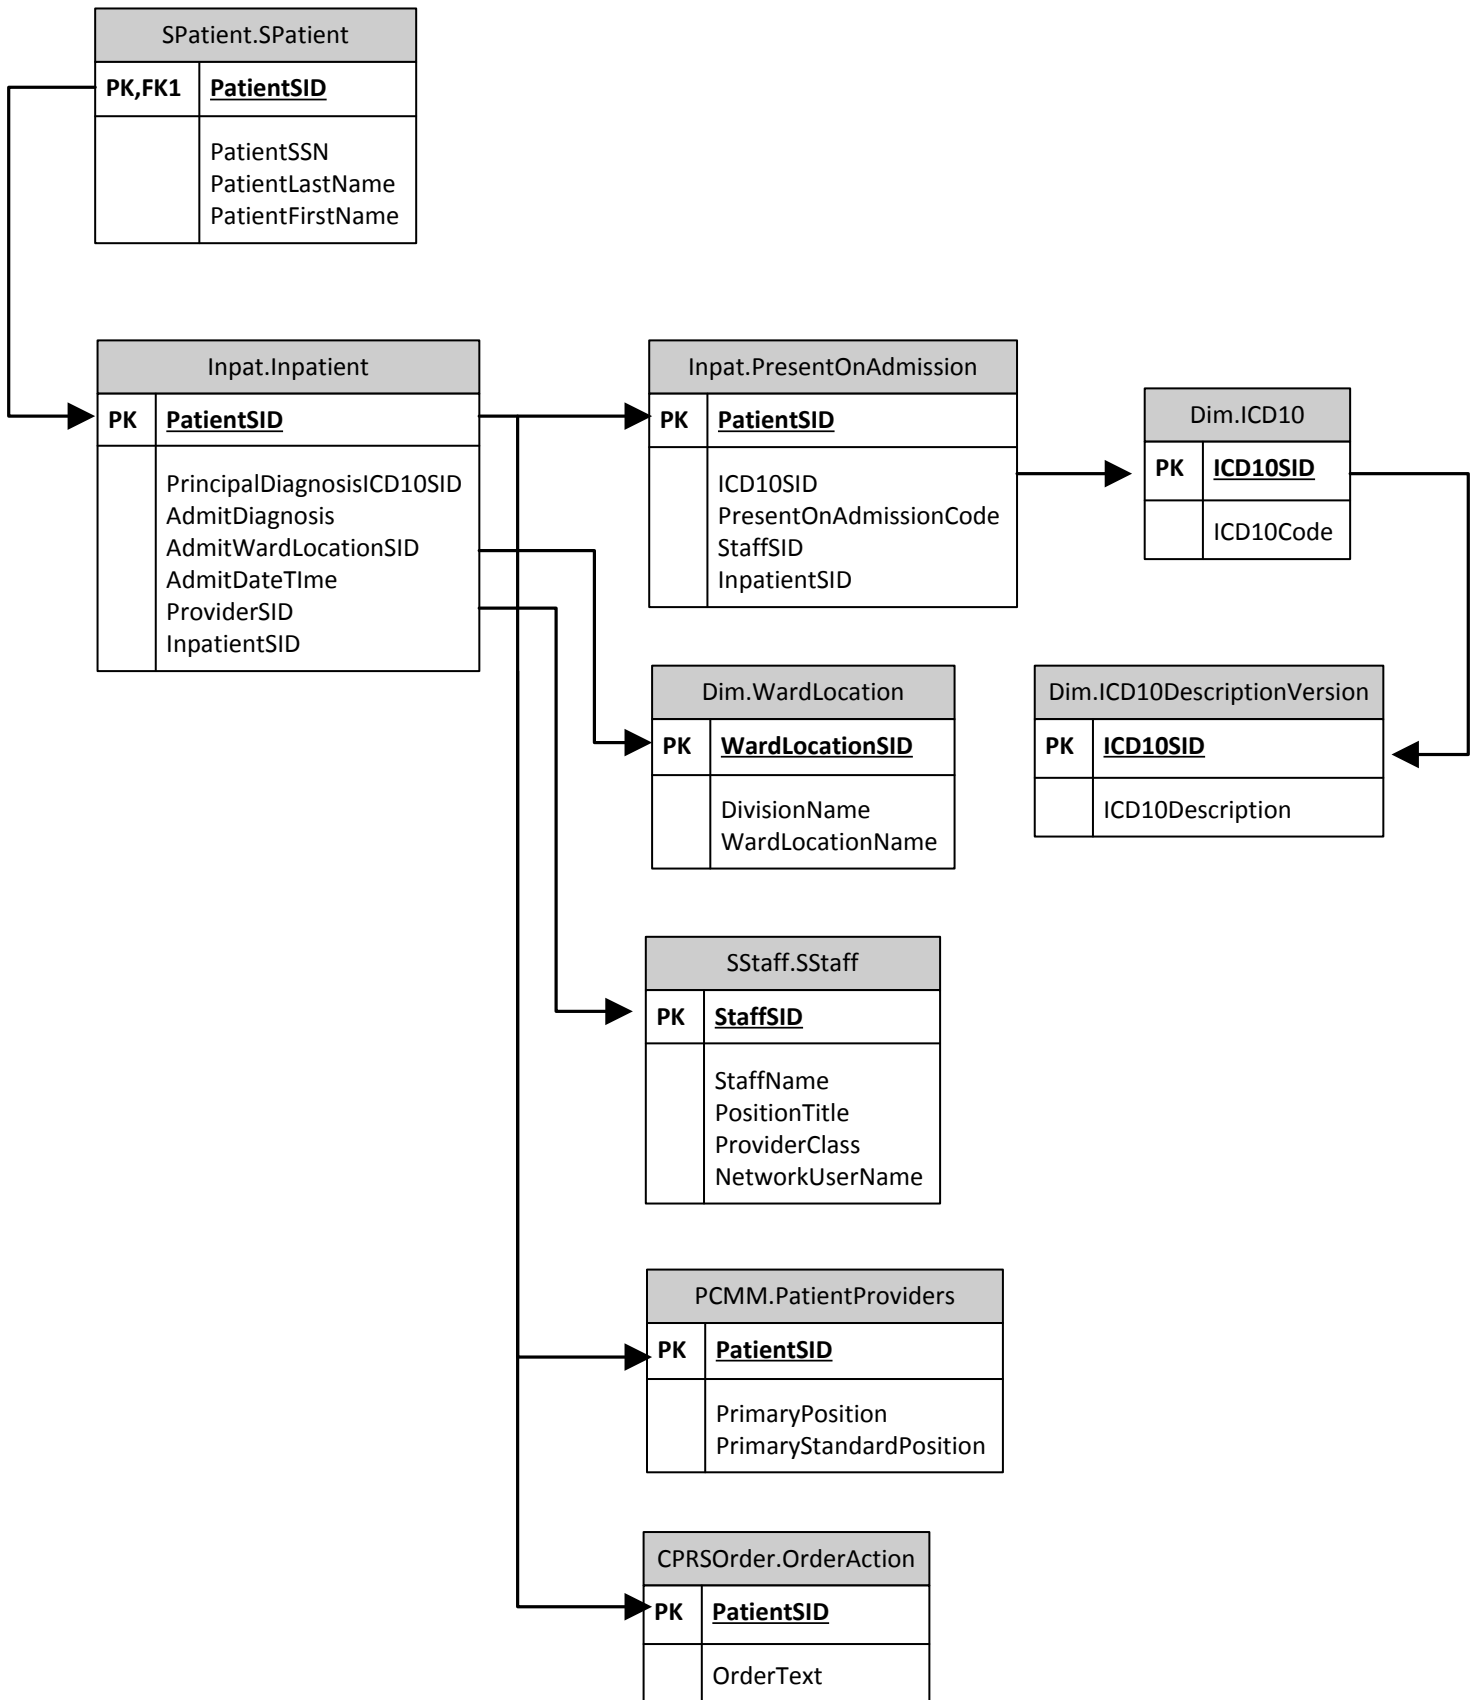 SPatient.SPatient
PK,FK1 PatientSID
PatientSSN
PatientLastName
PatientFirstName
Inpat.Inpatient
PK PatientSID
PrincipalDiagnosisICD10SID
AdmitDiagnosis
AdmitWardLocationSID
AdmitDateTIme
ProviderSID
InpatientSID
Inpat.PresentOnAdmission
PK PatientSID
ICD10SID
PresentOnAdmissionCode
StaffSID
InpatientSID
Dim.ICD10
PK ICD10SID
ICD10Code
Dim.WardLocation
PK WardLocationSID
DivisionName
WardLocationName
Dim.ICD10DescriptionVersion
PK ICD10SID
ICD10Description
SStaff.SStaff
PK StaffSID
StaffName
PositionTitle
ProviderClass
NetworkUserName
PCMM.PatientProviders
PK PatientSID
PrimaryPosition
PrimaryStandardPosition
CPRSOrder.OrderAction
PK PatientSID
OrderText